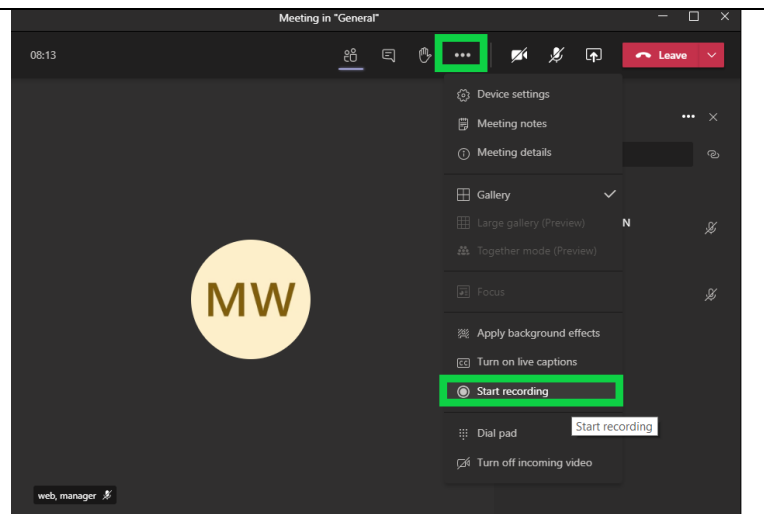 Meeting in "General"
08:13
Leave
Device settings
Meeting notes
Meeting details
Gallery
Large gallery (Preview)
N
Together mode (Preview)
Focus
MW
Apply background effects
CC Turn on live captions
Start recording
Start recording
Dial pad
Turn off incoming video
web, manager